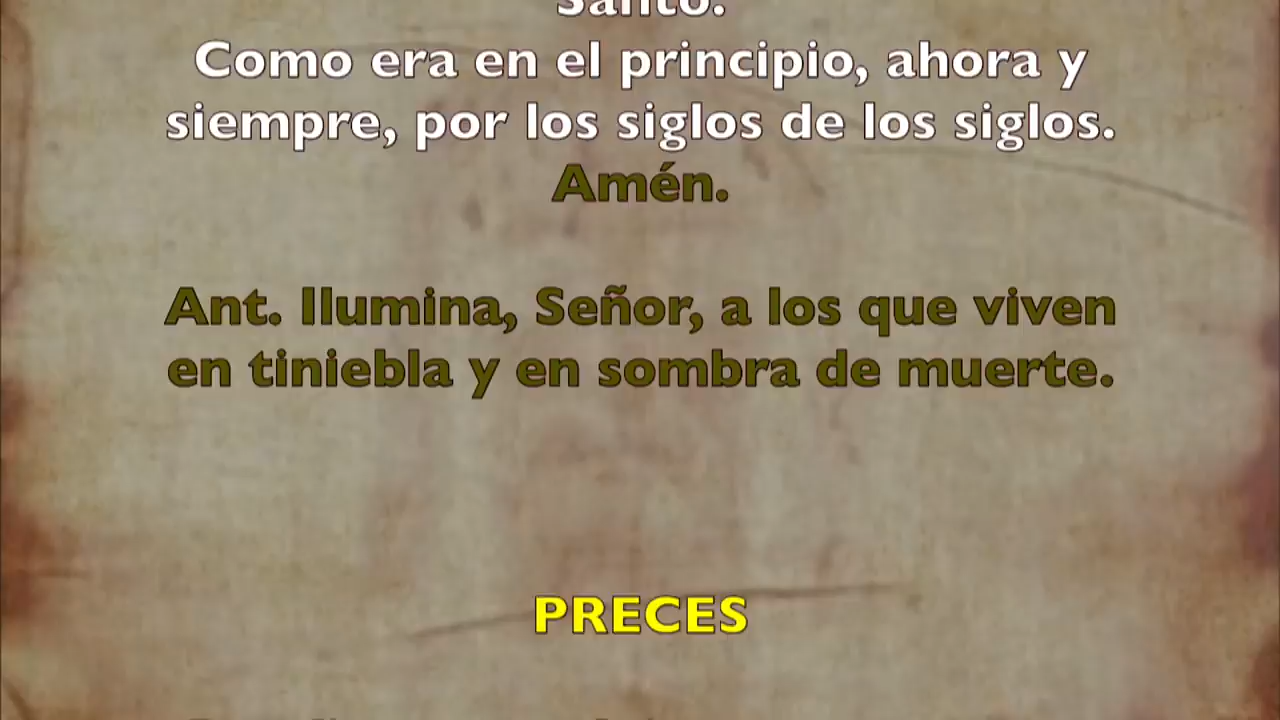 Santo.
Como era en el principio, ahora y
siempre, por los siglos de los siglos.
Amén.
Ant. Ilumina, Señor, a los que viven
en tiniebla y en sombra de muerte.
PRECES